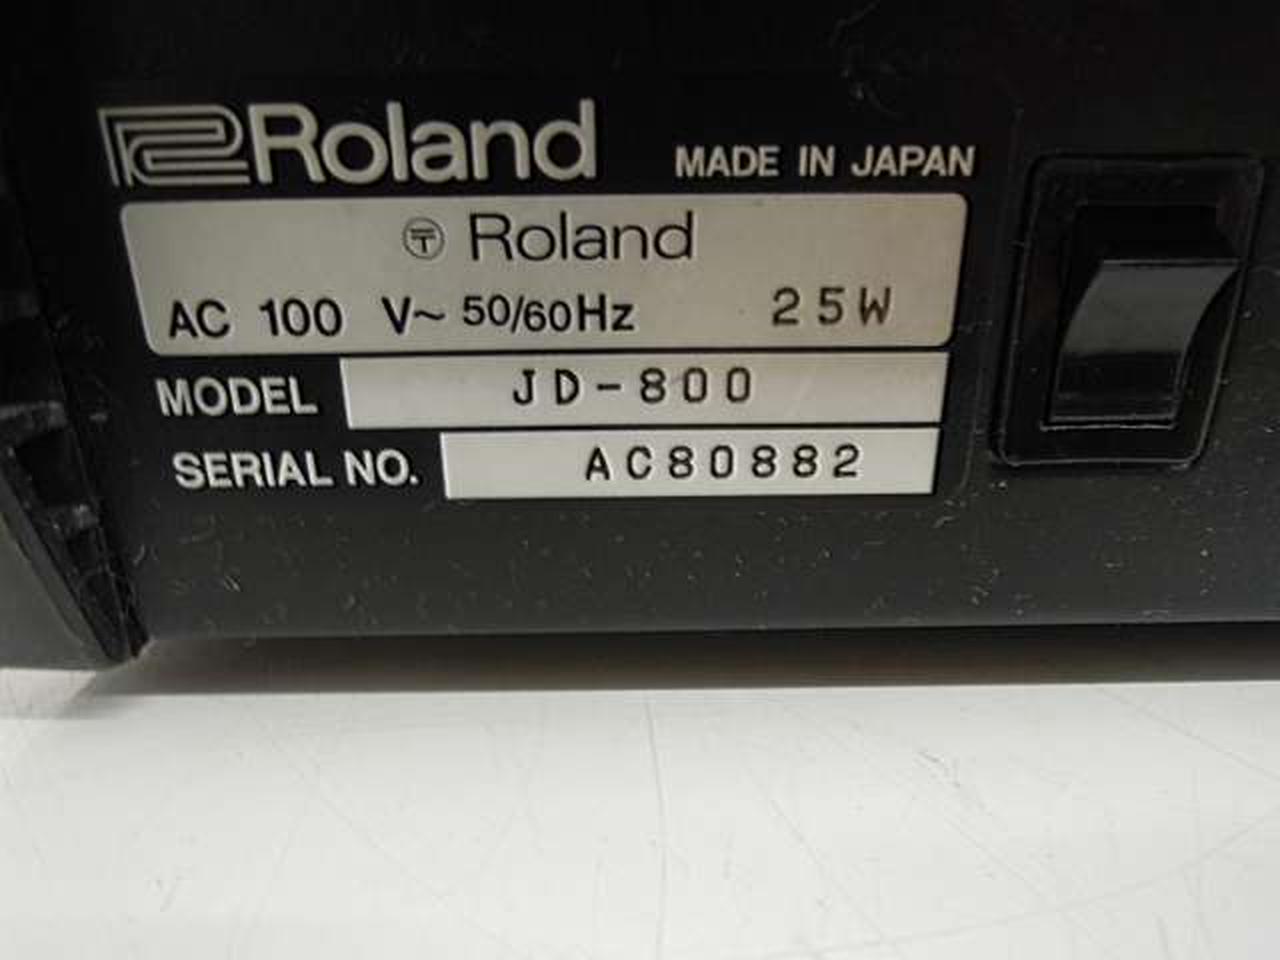 Roland MADE IN JAPAN
〒 Roland
AC 100 V~ 50/60Hz 25W
MODEL JD-800
SERIAL NO. AC80882